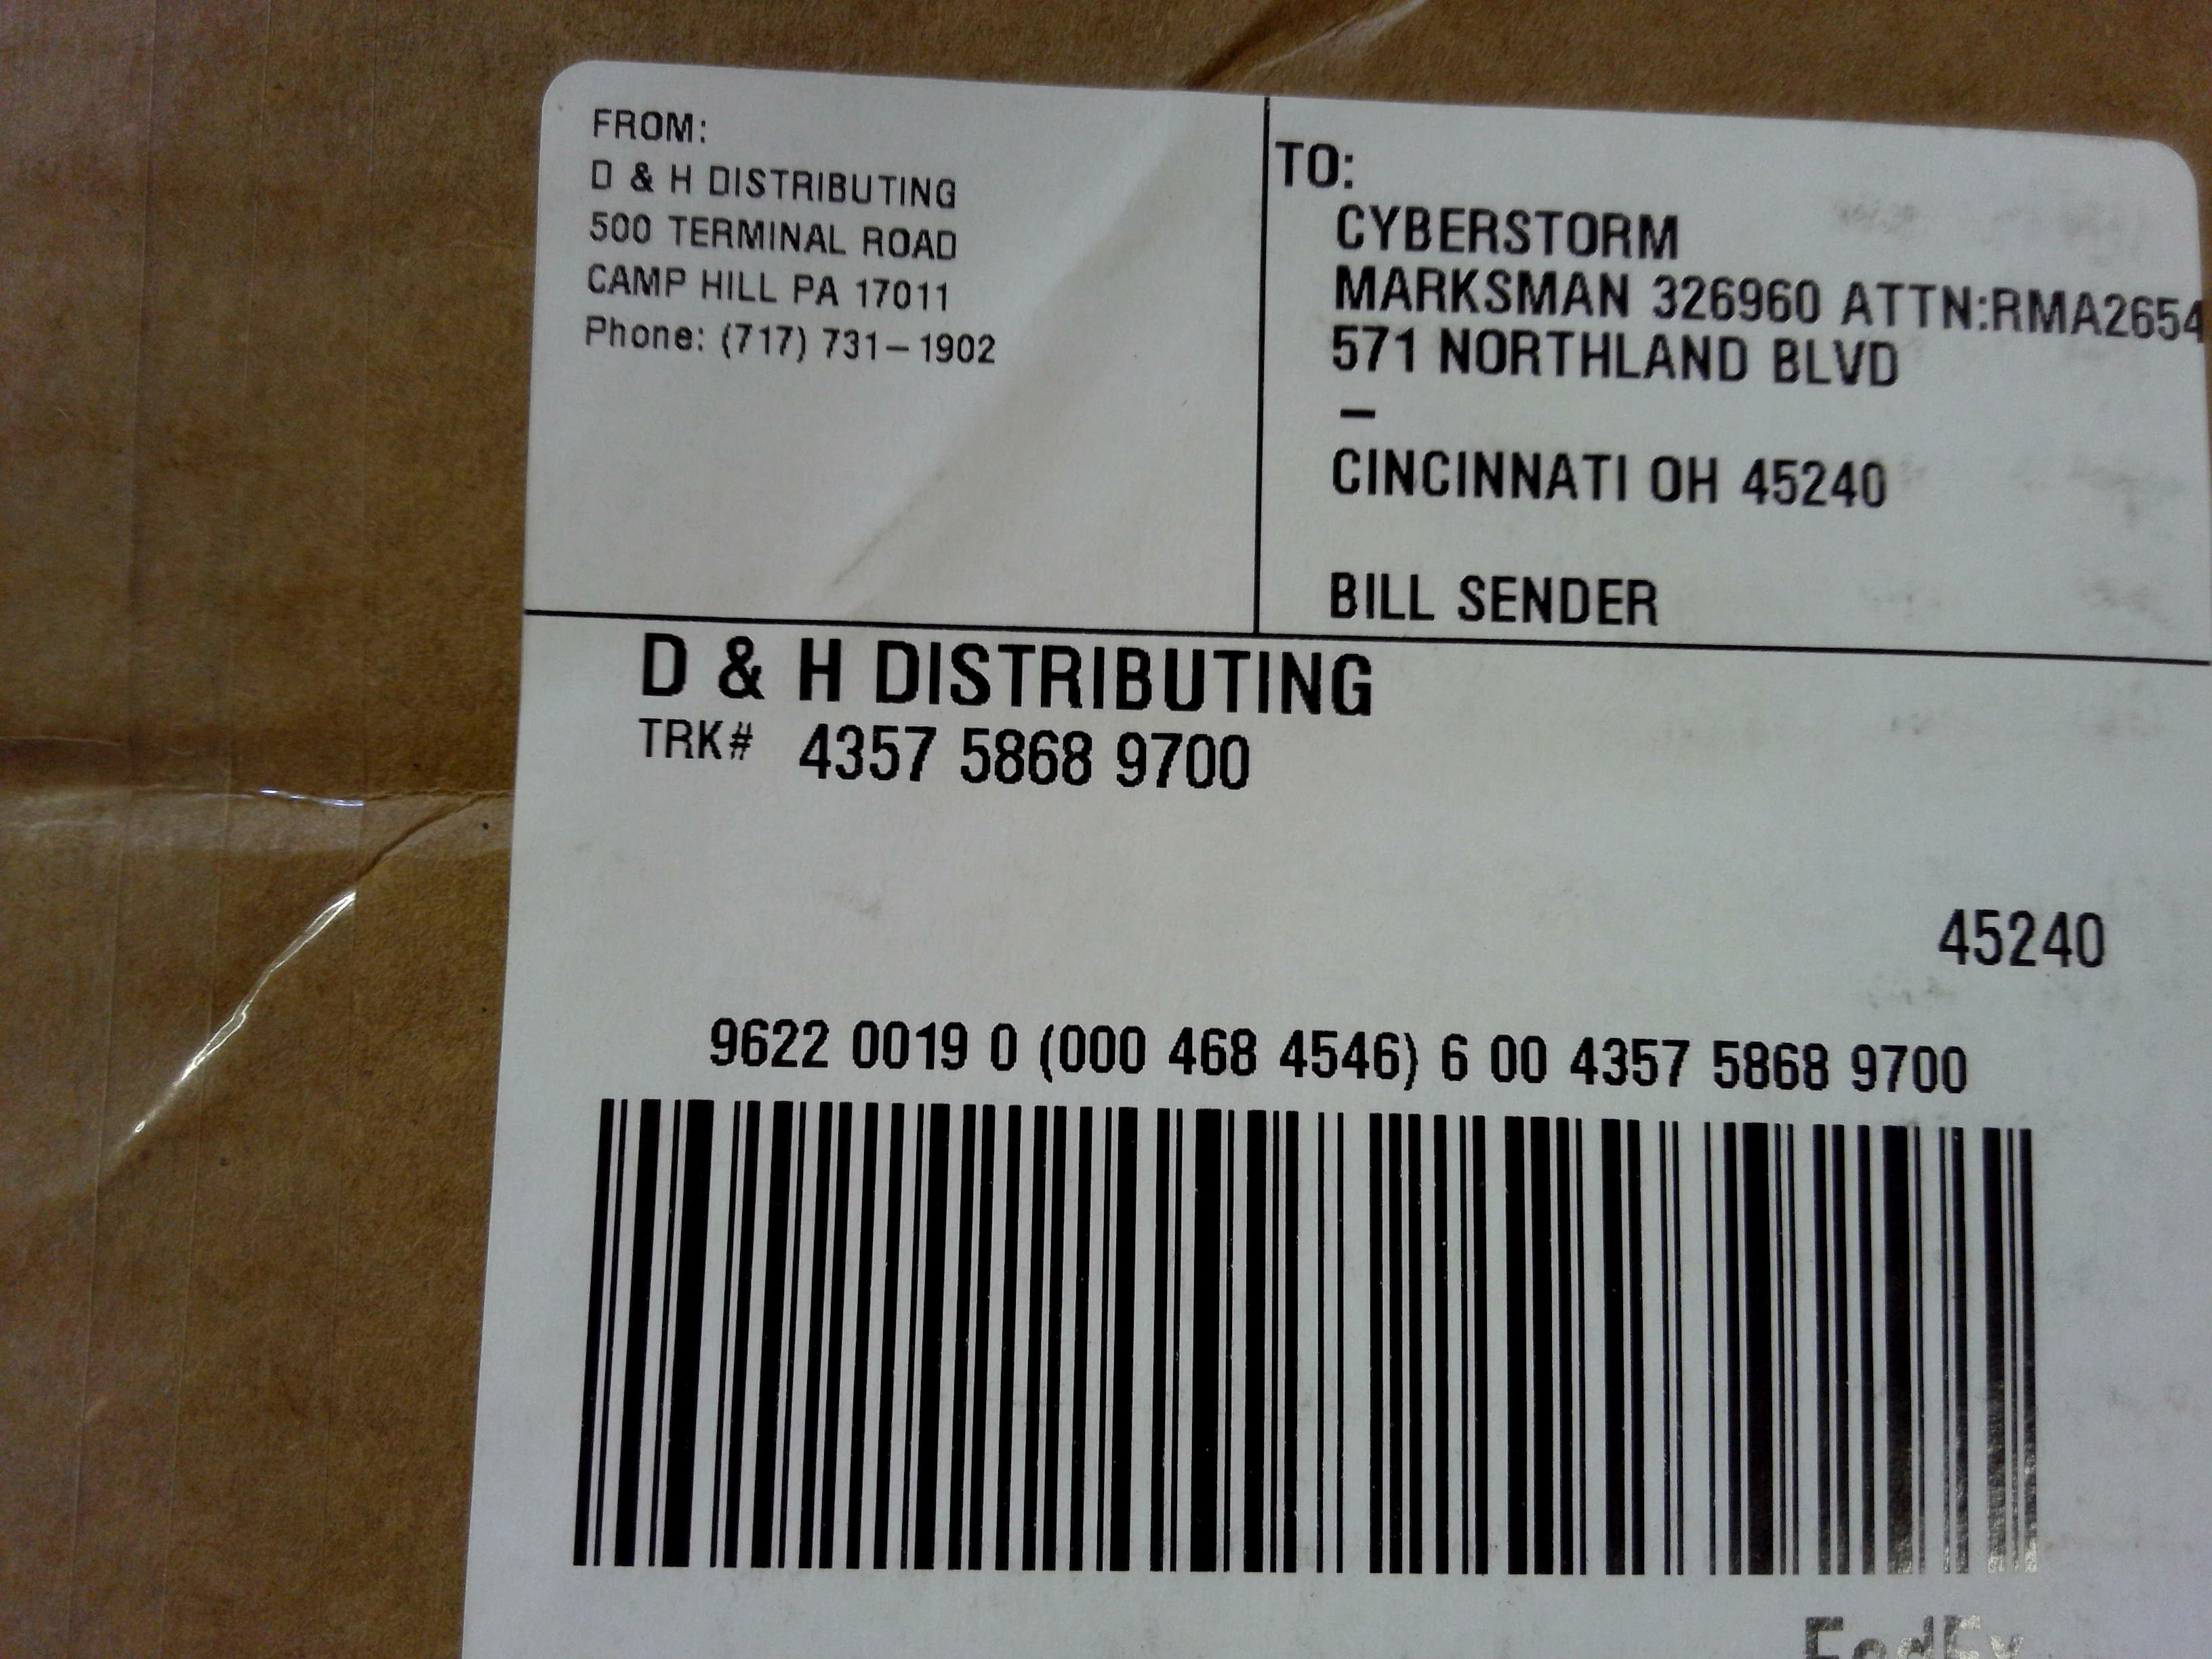 FROM:
D & H DISTRIBUTING
500 TERMINAL ROAD
CAMP HILL PA 17011
Phone: (717) 731-1902
TO:
CYBERSTORM
MARKSMAN 326960 ATTN:RMA2654
571 NORTHLAND BLVD
–
CINCINNATI OH 45240
BILL SENDER
D & H DISTRIBUTING
TRK# 4357 5868 9700
45240
9622 0019 0 (000 468 4546) 6 00 4357 5868 9700
FedEx